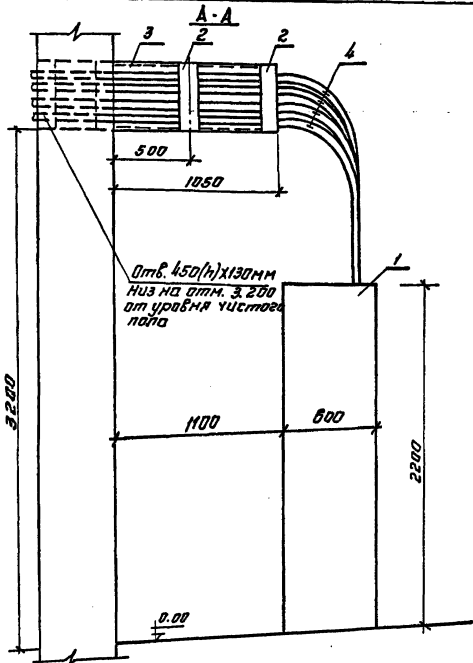 А-А
3 2 2 4
500
1050
Отв. 450(h)х130мм
Низ на отм. 3.200
от уровня чистого
пола
1
3200
1100
600
2200
0.00